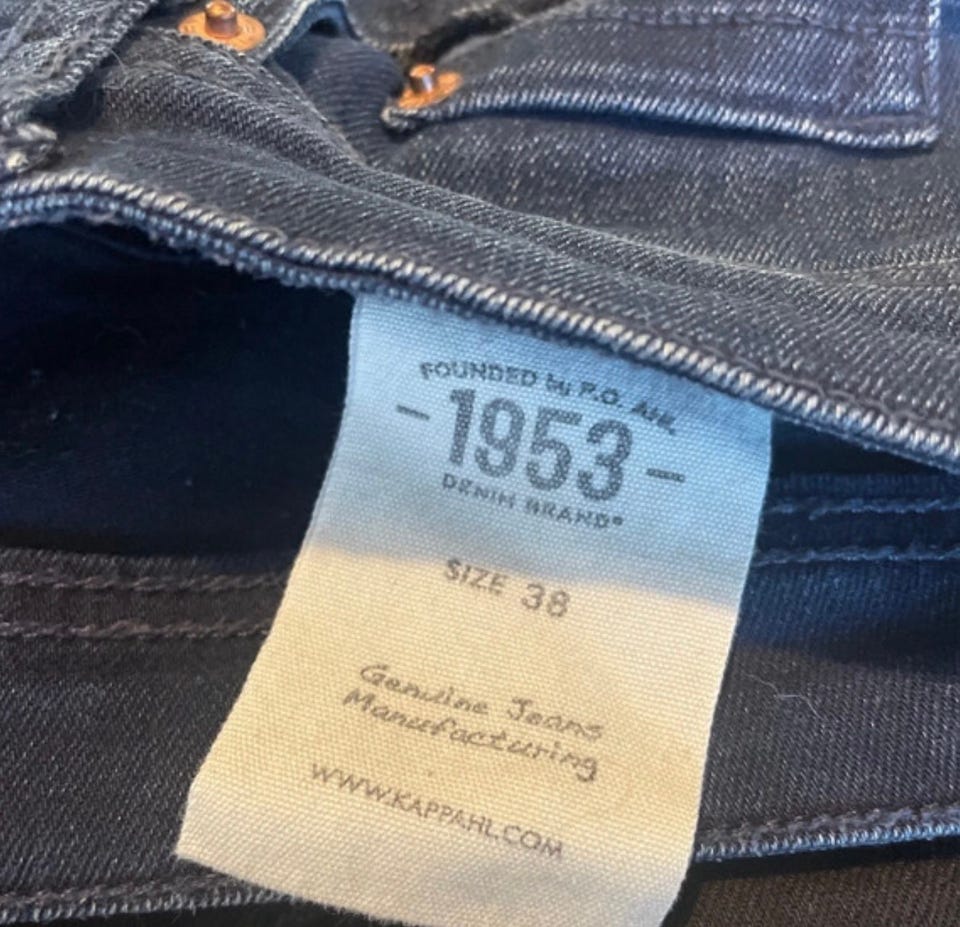 FOUNDED by P.O. Ahl.
- 1953 -
DENIM BRAND®
SIZE 38
Genuine Jeans
Manufacturing
WWW.KAPPAHL.COM